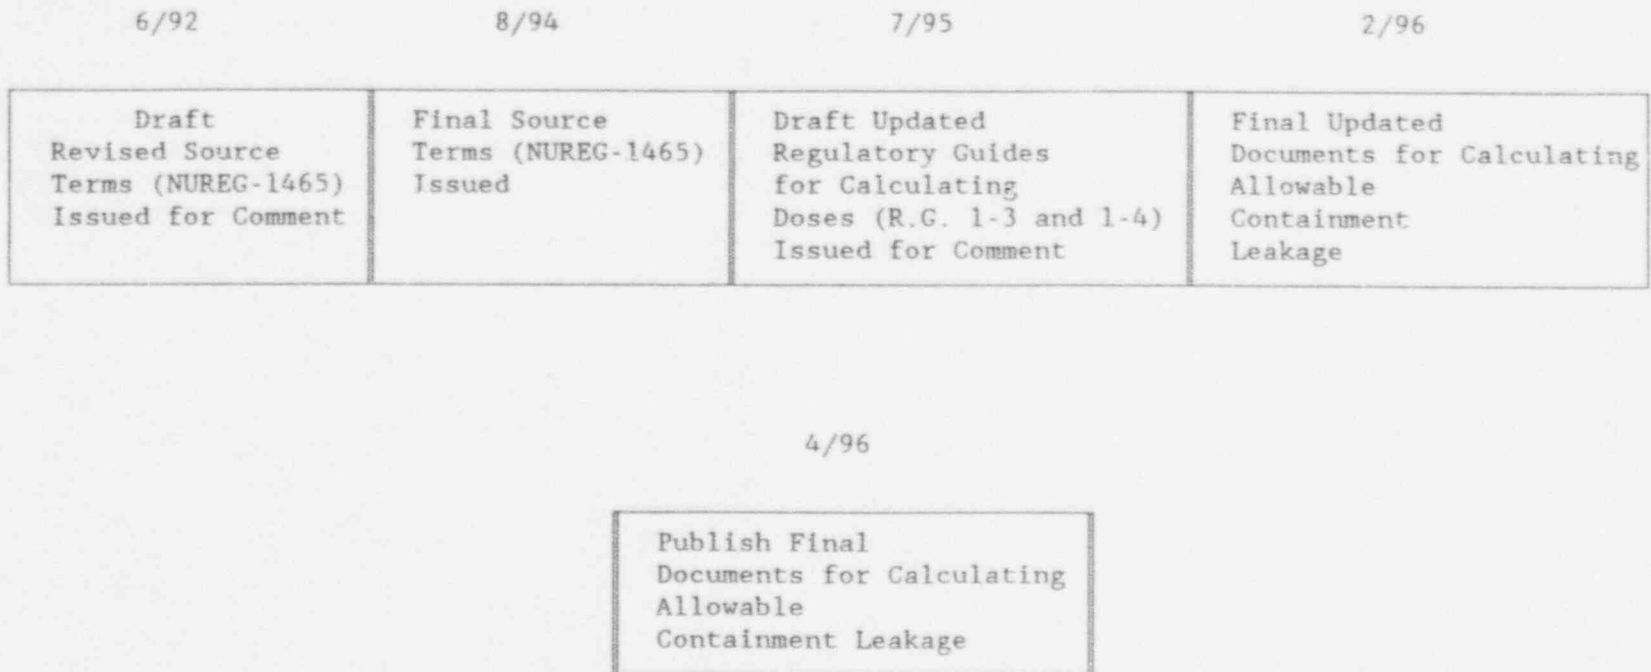 6/92
8/94
7/95
2/96
Draft
Revised Source
Terms (NUREG-1465)
Issued for Comment
Final Source
Terms (NUREG-1465)
Issued
Draft Updated
Regulatory Guides
for Calculating
Doses (R.G. 1-3 and 1-4)
Issued for Comment
Final Updated
Documents for Calculating
Allowable
Containment
Leakage
4/96
Publish Final
Documents for Calculating
Allowable
Containment Leakage